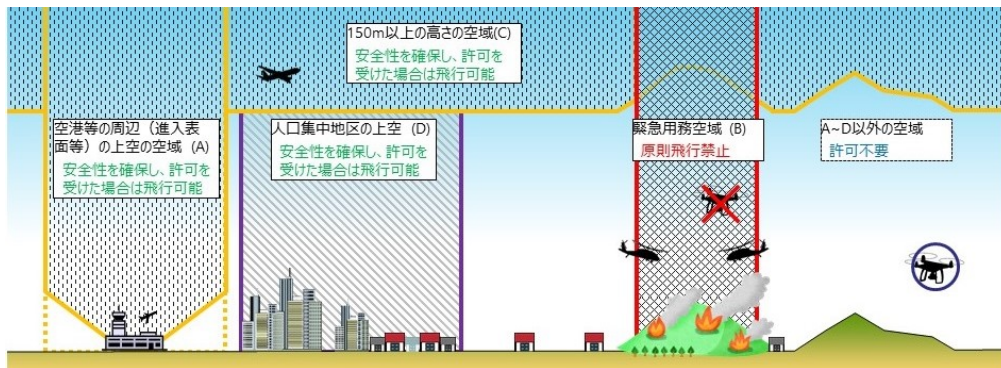 150m以上の高さの空域(C)
安全性を確保し、許可を
受けた場合は飛行可能
空港等の周辺（進入表
面等）の上空の空域 (A)
安全性を確保し、許可を
受けた場合は飛行可能
人口集中地区の上空 (D)
安全性を確保し、許可を
受けた場合は飛行可能
緊急用務空域 (B)
原則飛行禁止
A~D以外の空域
許可不要